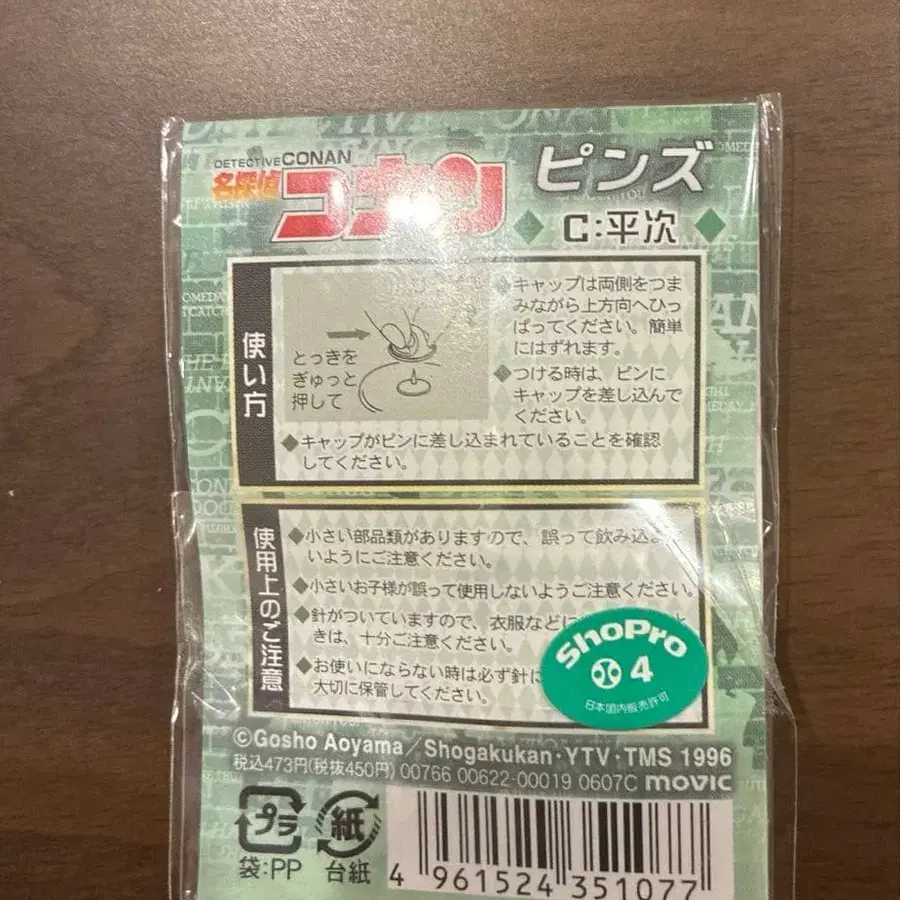 DETECTIVE CONAN
名探偵
コナン
ピンズ
C:平次
使い方
とっきを
ぎゅっと
押して
◆キャップは両側をつま
みながら上方向へひっ
ぱってください。簡単
にはずれます。
◆つける時は、ピンに
キャップを差し込んで
ください。
◆キャップがピンに差し込まれていることを確認
してください。
使用上のご注意
◆小さい部品類がありますので、誤って飲み込ま
いようにご注意ください。
◆小さいお子様が誤って使用しないようご注意ください。
◆針がついていますので、衣服などに
きは、十分ご注意ください。
◆お使いにならない時は必ず針に
大切に保管してください。
ShoPro
4
日本国内販売許可
©Gosho Aoyama/Shogakukan・YTV・TMS 1996
税込473円(税抜450円) 00766 00622-00019 0607C movic
プラ
袋:PP
紙
台紙
4 961524 351077